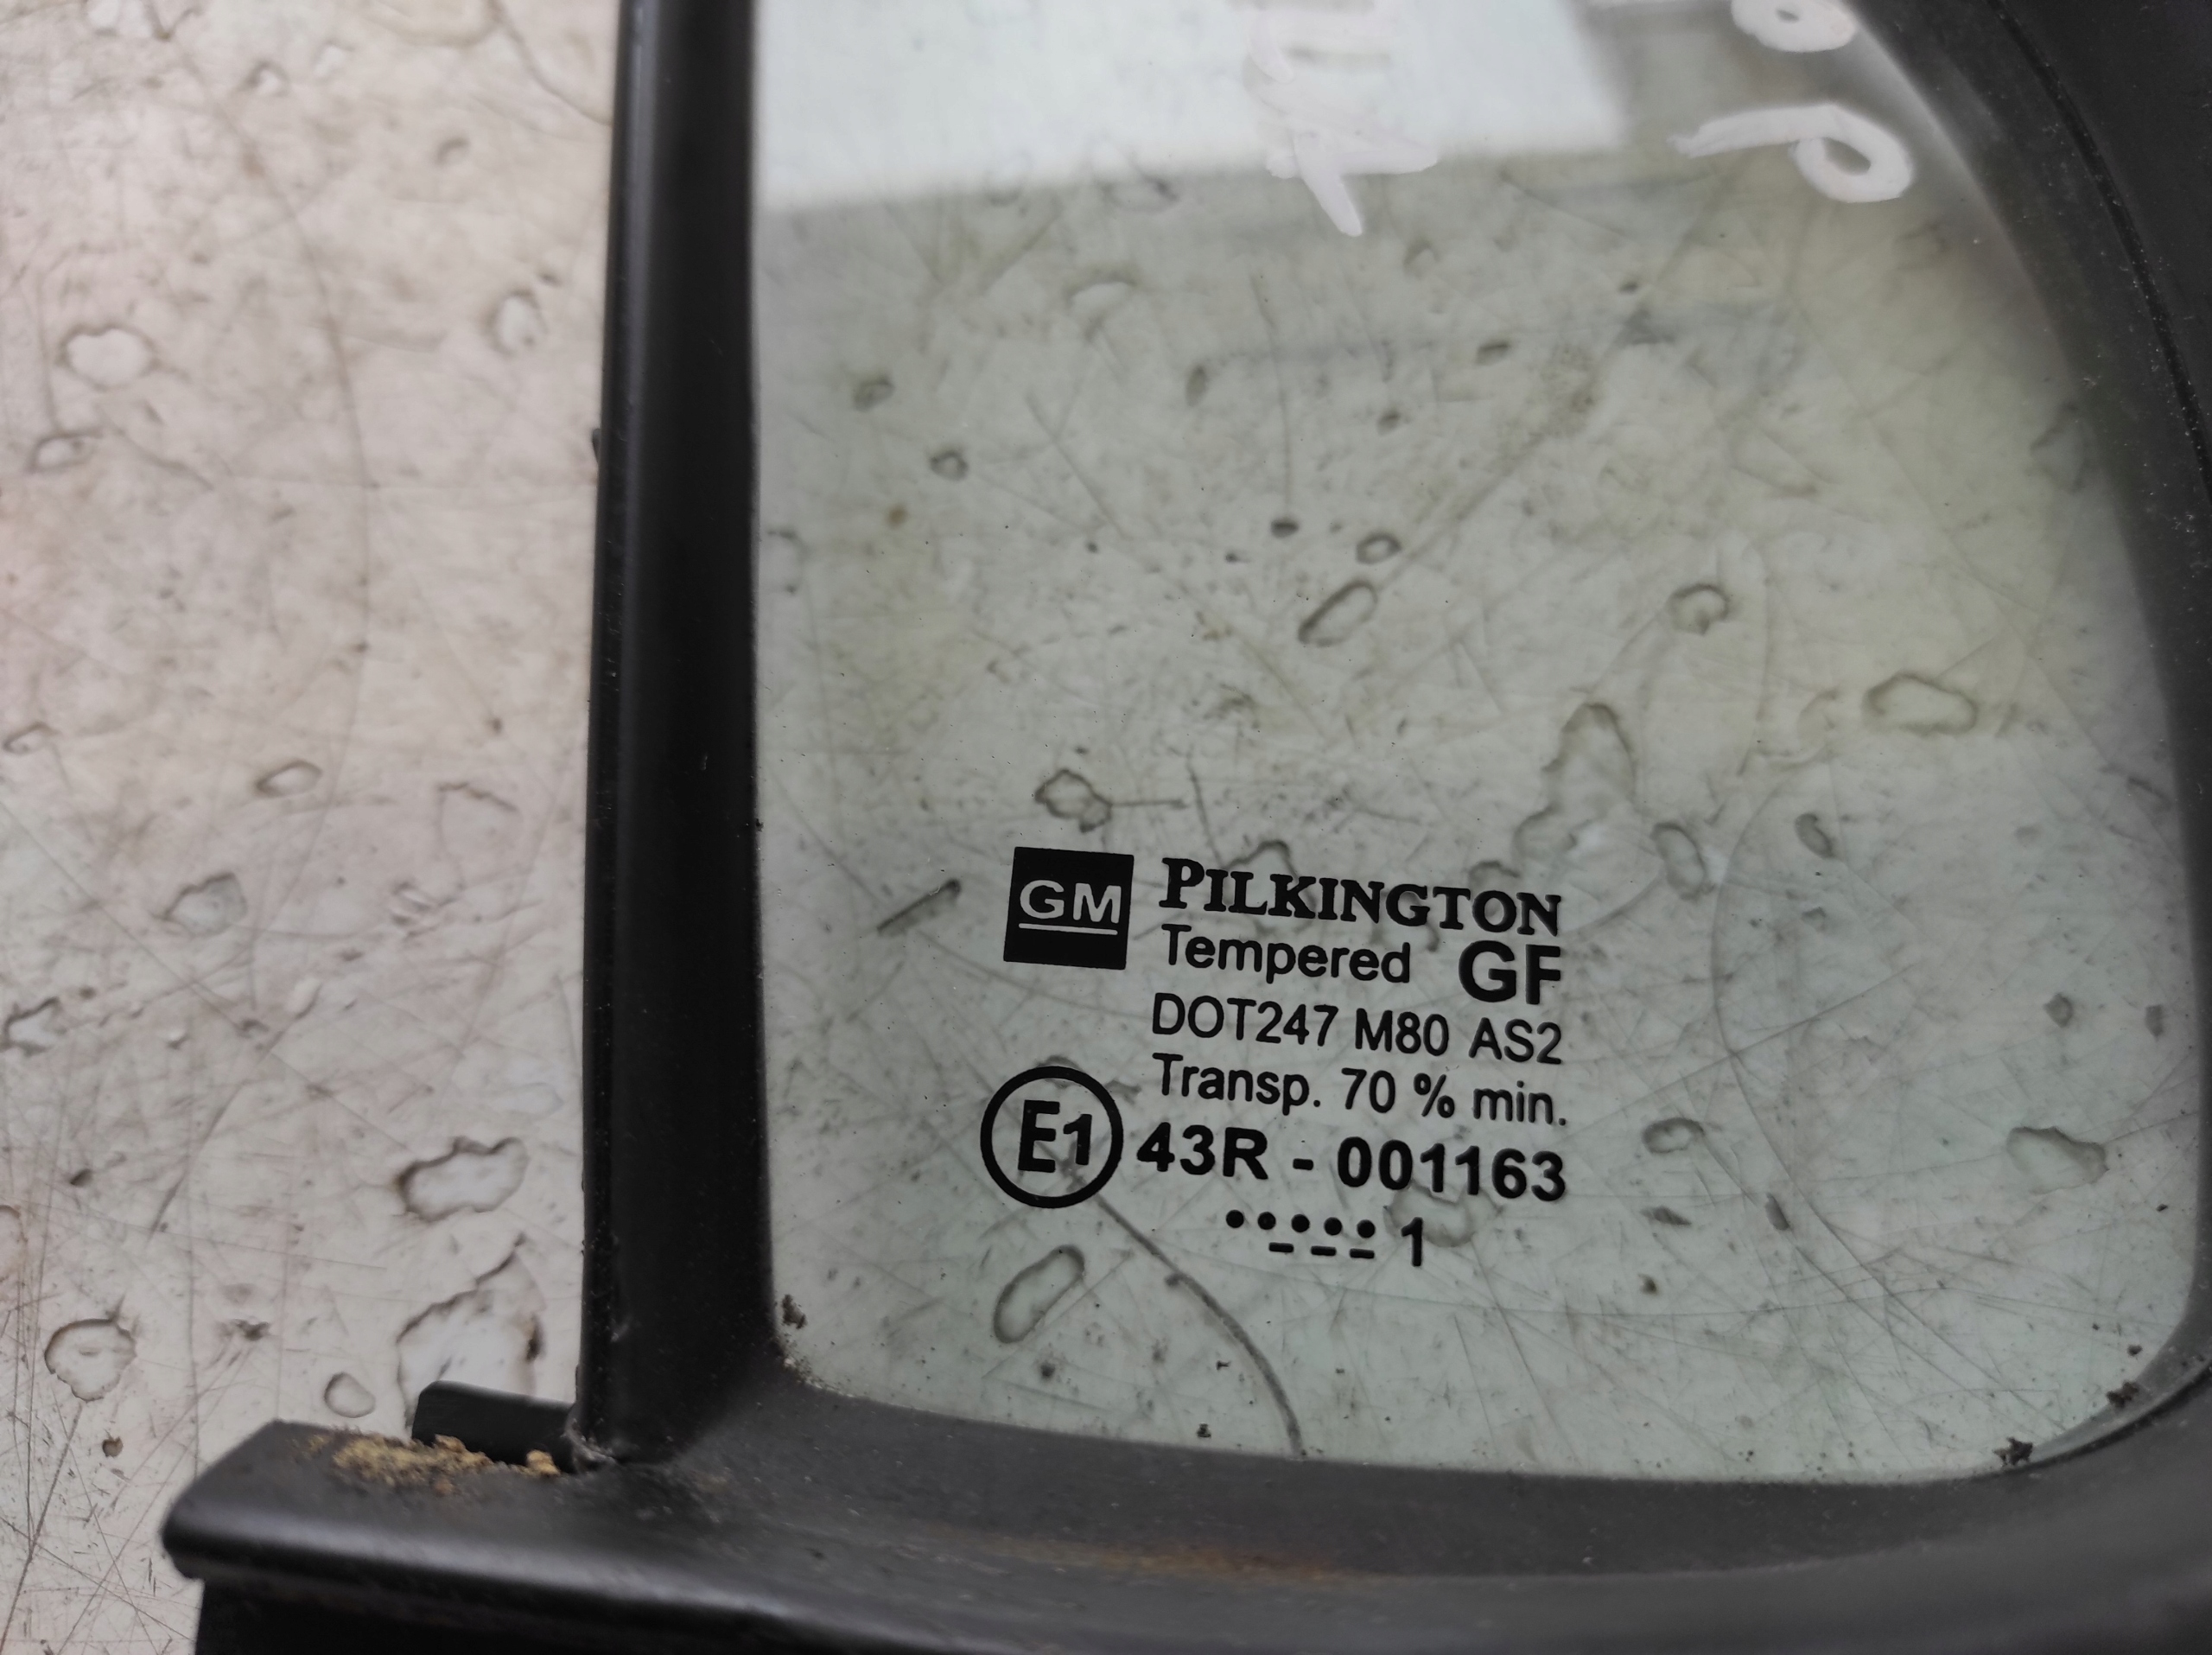 GM
PILKINGTON
Tempered GF
DOT247 M80 AS2
Transp. 70 % min.
E1 43R - 001163
1